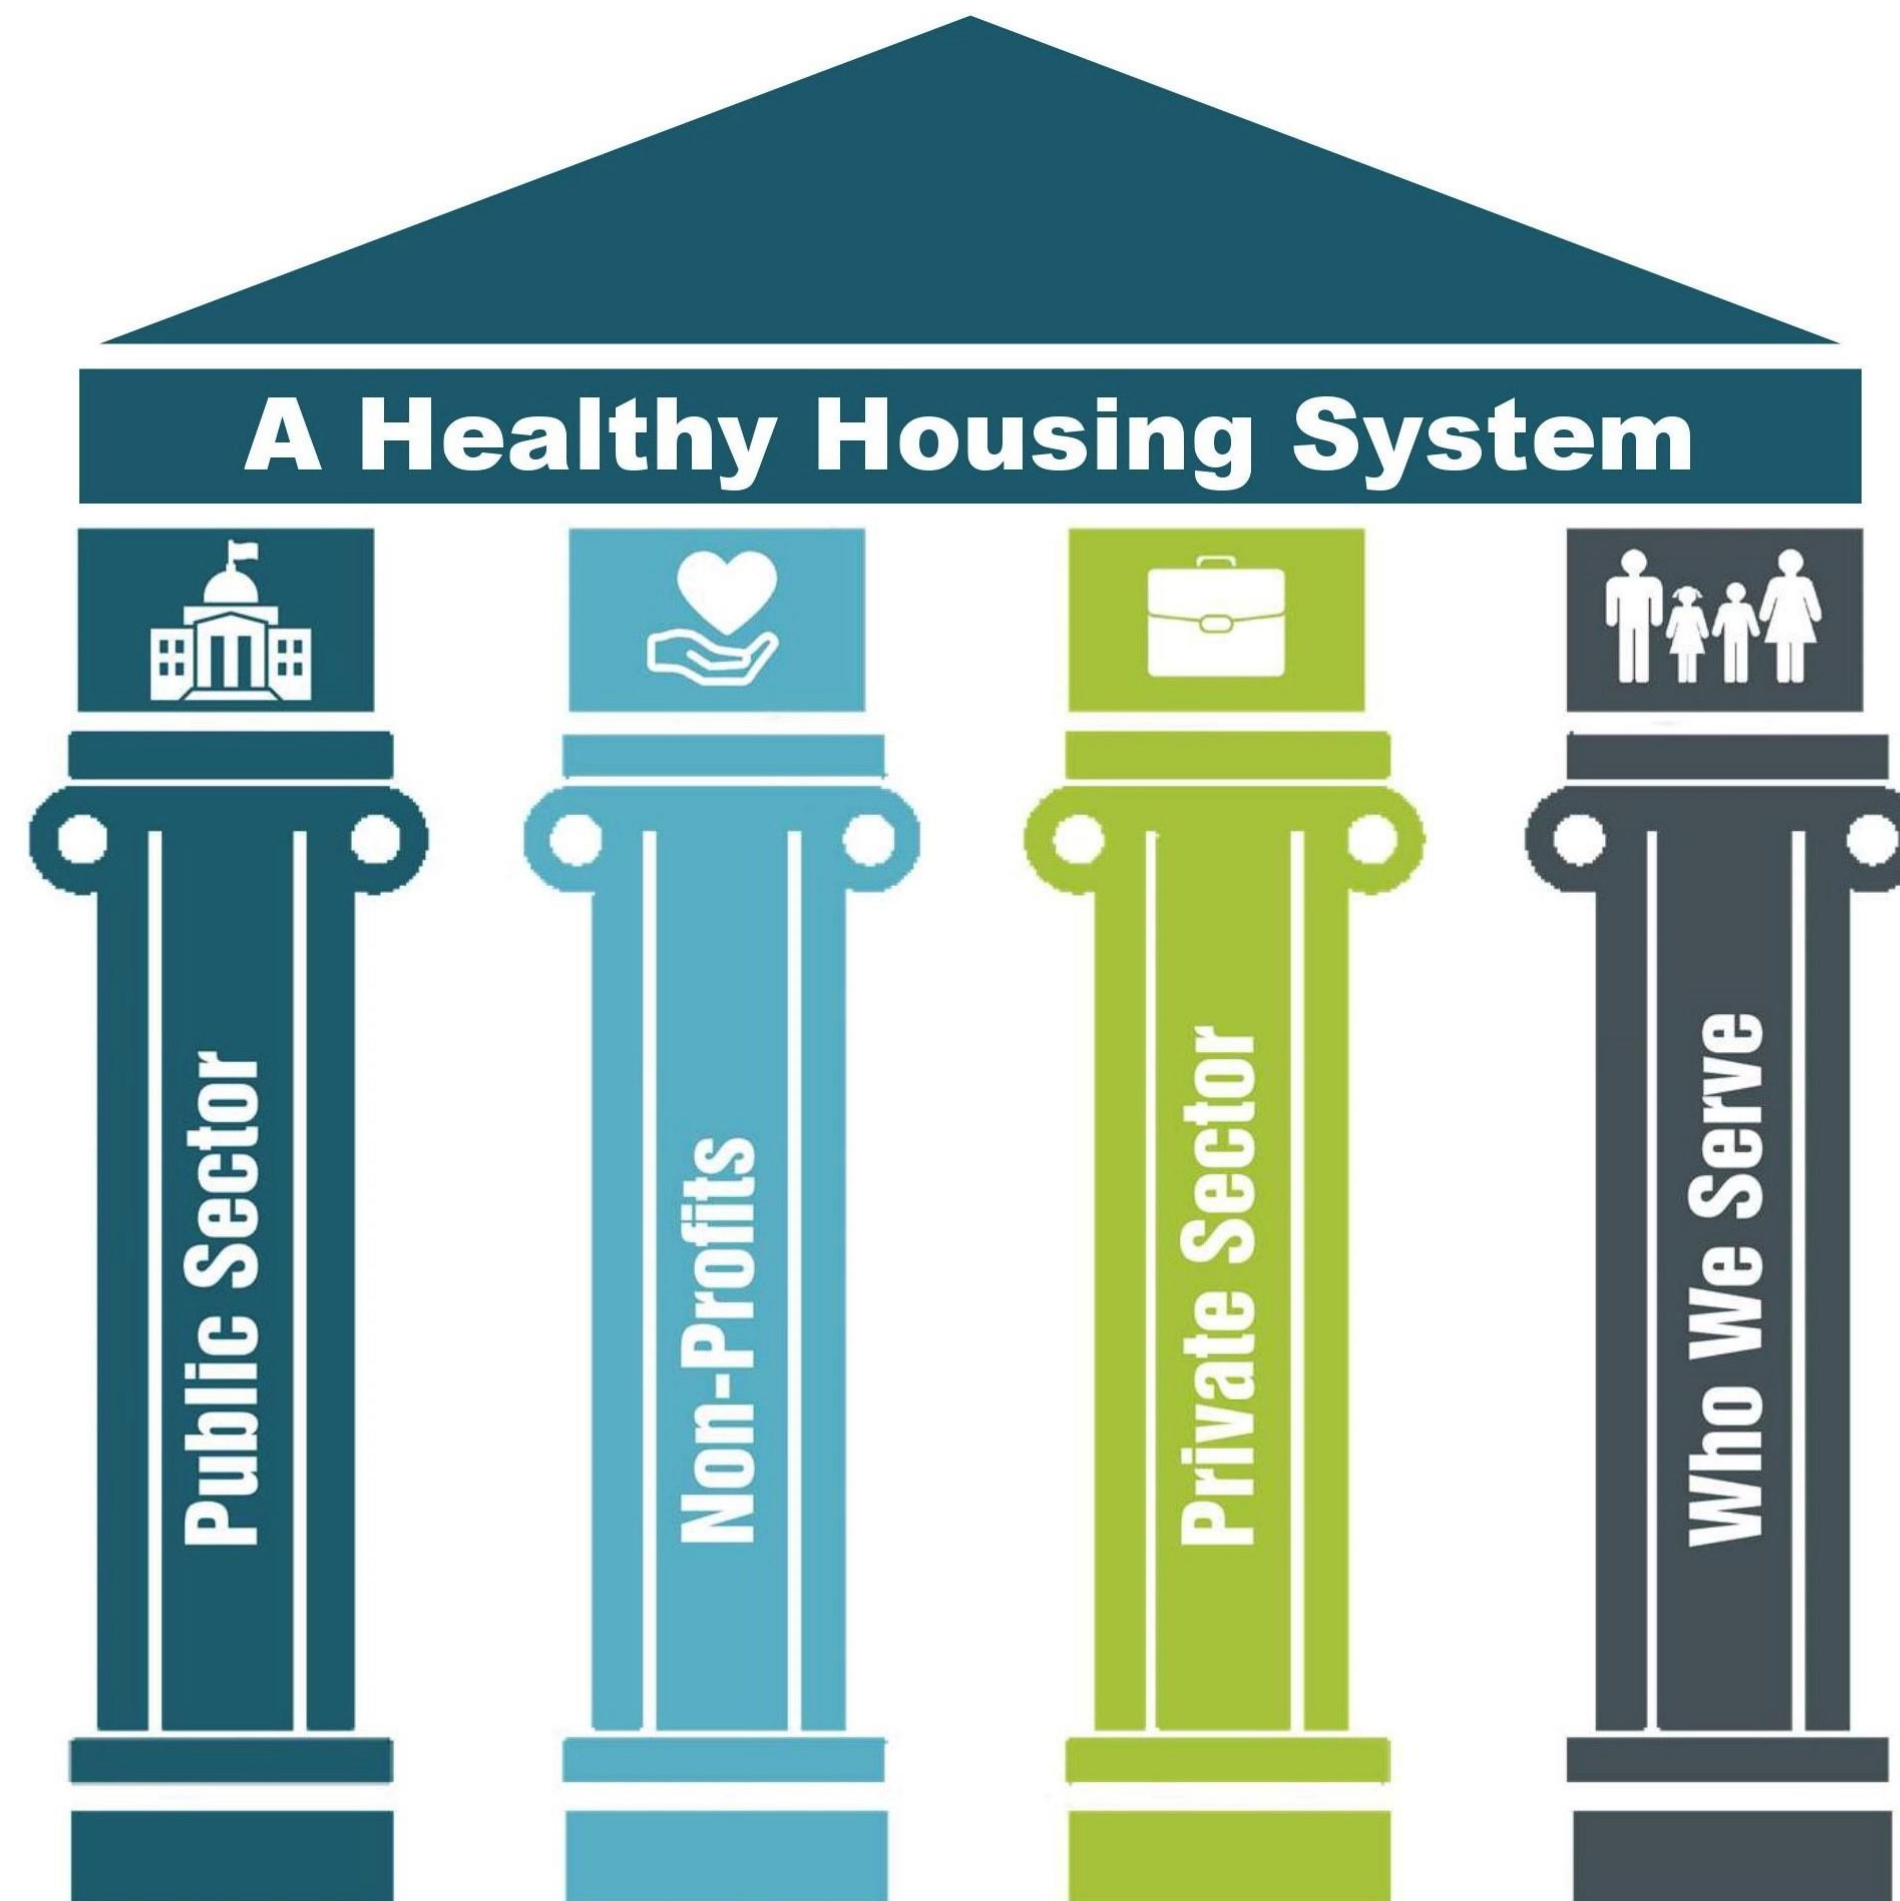 A Healthy Housing System
Public Sector
Non-Profits
Private Sector
Who We Serve